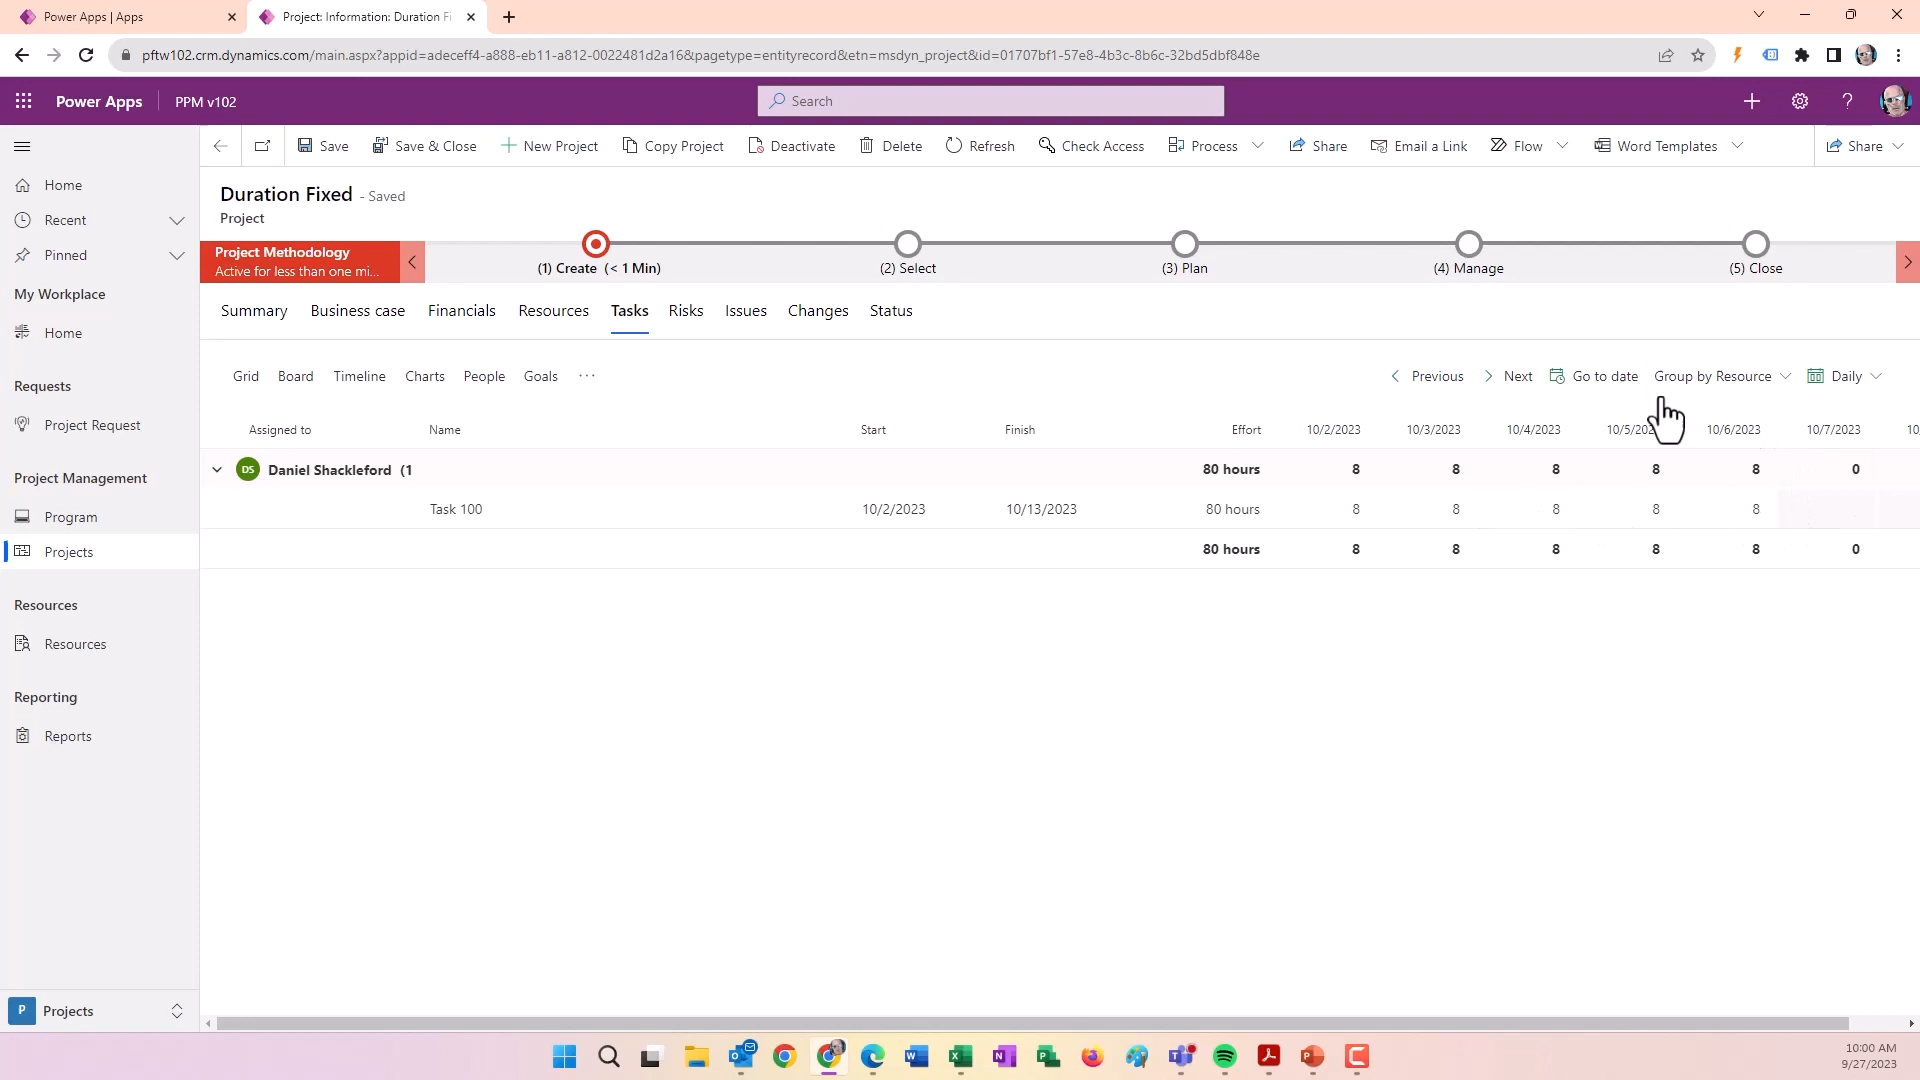 Power Apps | Apps
Project: Information: Duration Fi
pftw102.crm.dynamics.com/main.aspx?appid=adeceff4-a888-eb11-a812-0022481d2a16&pagetype=entityrecord&etn=msdyn_project&id=01707bf1-57e8-4b3c-8b6c-32bd5dbf848e
Power Apps PPM v102 Search
Save Save & Close New Project Copy Project Deactivate Delete Refresh Check Access Process Share Email a Link Flow Word Templates Share
Home
Recent
Pinned
My Workplace
Home
Requests
Project Request
Project Management
Program
Projects
Resources
Resources
Reporting
Reports
P Projects
Duration Fixed - Saved
Project
Project Methodology
Active for less than one mi...
(1) Create (< 1 Min) (2) Select (3) Plan (4) Manage (5) Close
Summary Business case Financials Resources Tasks Risks Issues Changes Status
Grid Board Timeline Charts People Goals ... Previous Next Go to date Group by Resource Daily
Assigned to Name Start Finish Effort 10/2/2023 10/3/2023 10/4/2023 10/5/202 10/6/2023 10/7/2023 10
DS Daniel Shackleford (1 80 hours 8 8 8 8 8 0
Task 100 10/2/2023 10/13/2023 80 hours 8 8 8 8 8
80 hours 8 8 8 8 8 0
10:00 AM
9/27/2023